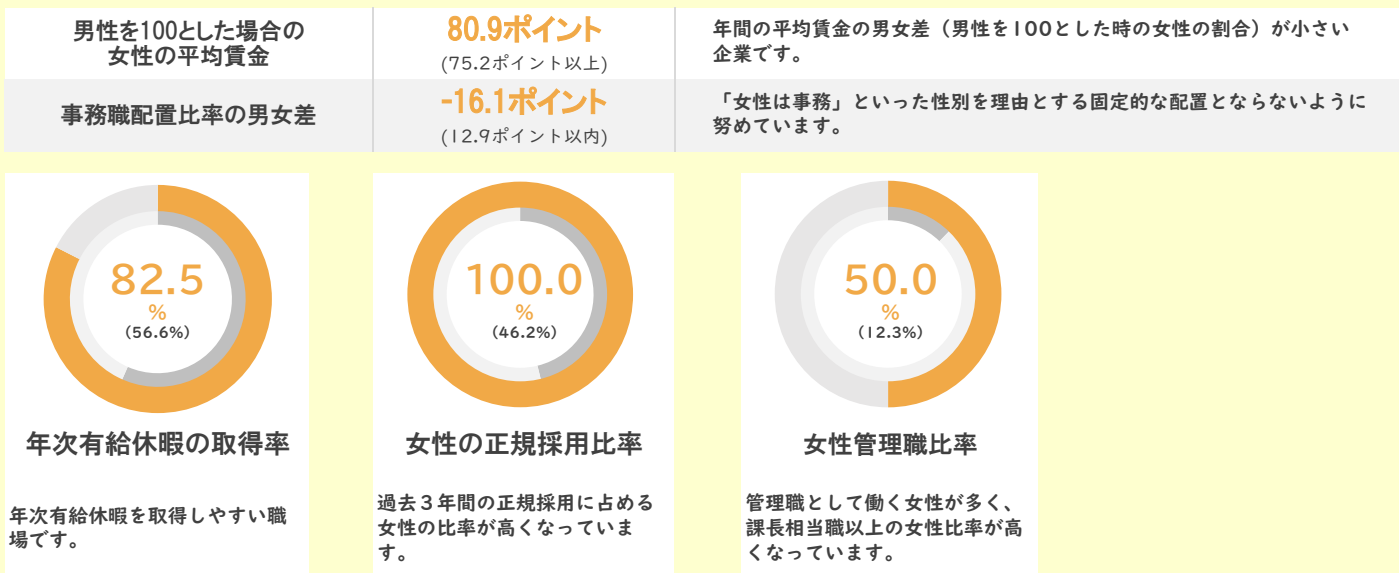 男性を100とした場合の
女性の平均賃金
80.9ポイント
(75.2ポイント以上)
年間の平均賃金の男女差（男性を100とした時の女性の割合）が小さい
企業です。
事務職配置比率の男女差
-16.1ポイント
(12.9ポイント以内)
「女性は事務」といった性別を理由とする固定的な配置とならないように
努めています。
82.5
%
(56.6%)
年次有給休暇の取得率
年次有給休暇を取得しやすい職
場です。
100.0
%
(46.2%)
女性の正規採用比率
過去３年間の正規採用に占める
女性の比率が高くなっていま
す。
50.0
%
(12.3%)
女性管理職比率
管理職として働く女性が多く、
課長相当職以上の女性比率が高
くなっています。